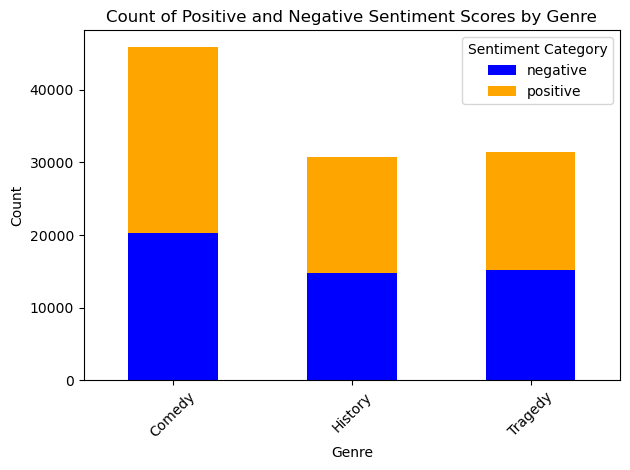 Count of Positive and Negative Sentiment Scores by Genre
Sentiment Category
negative
positive
40000
30000
20000
10000
0
Count
Comedy
History
Tragedy
Genre